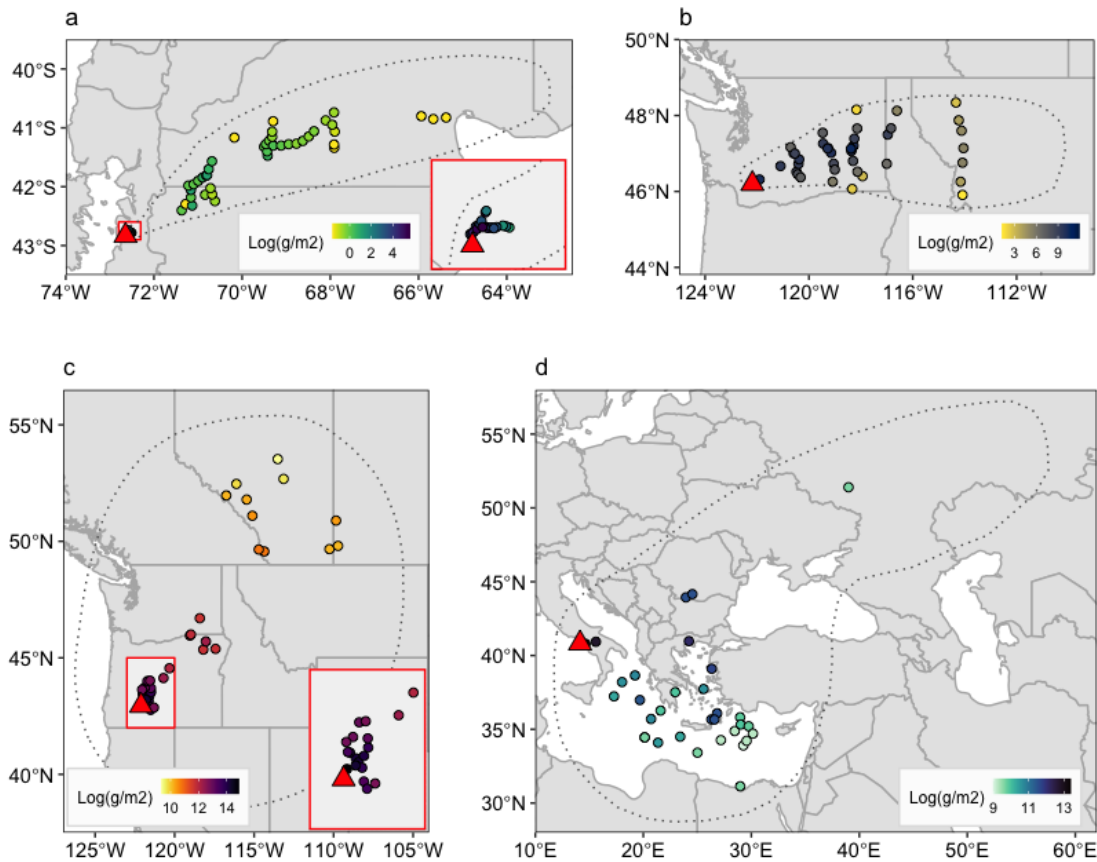 a
40°S
41°S
42°S
43°S
Log(g/m2)
0 2 4
74°W 72°W 70°W 68°W 66°W 64°W
b
50°N
48°N
46°N
44°N
Log(g/m2)
3 6 9
124°W 120°W 116°W 112°W
c
55°N
50°N
45°N
40°N
Log(g/m2)
10 12 14
125°W 120°W 115°W 110°W 105°W
d
55°N
50°N
45°N
40°N
35°N
30°N
Log(g/m2)
9 11 13
10°E 20°E 30°E 40°E 50°E 60°E